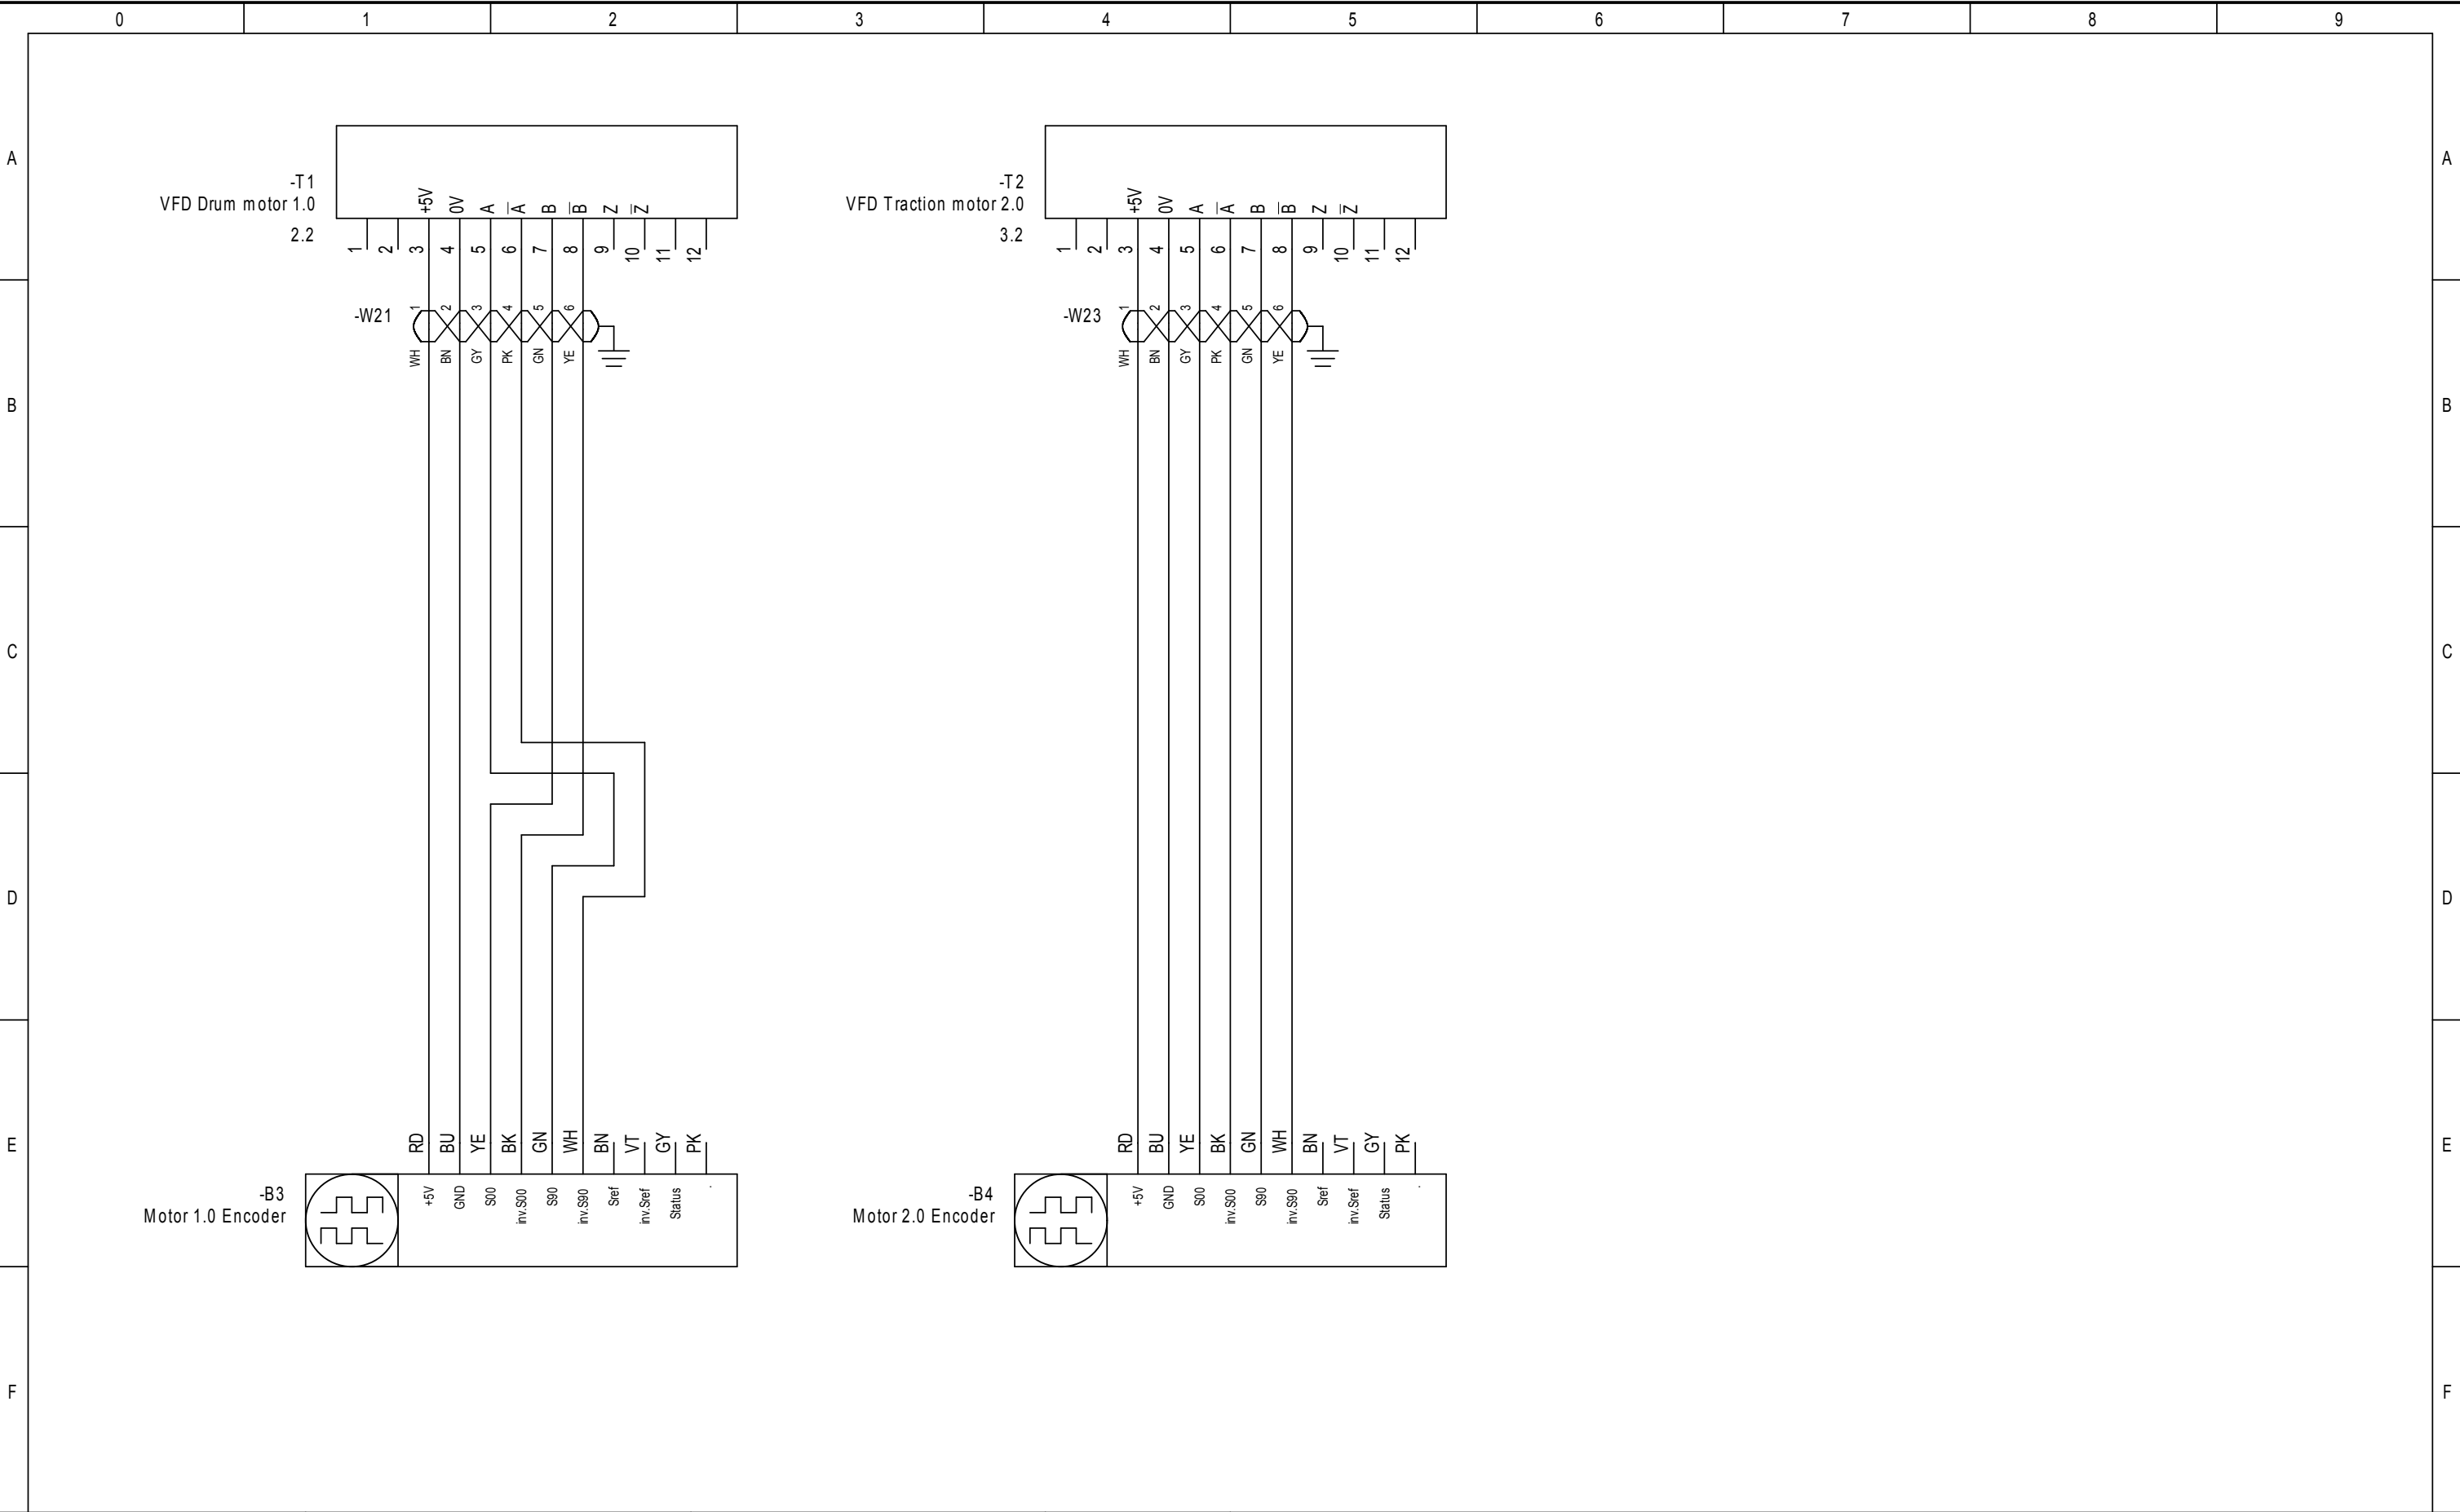 0 1 2 3 4 5 6 7 8 9
A A
-T1
VFD Drum motor 1.0
2.2
+5V 0V A A B B Z Z
1 2 3 4 5 6 7 8 9 10 11 12
-T2
VFD Traction motor 2.0
3.2
+5V 0V A A B B Z Z
1 2 3 4 5 6 7 8 9 10 11 12
-W21
1 2 3 4 5 6
WH BN GY PK GN YE
-W23
1 2 3 4 5 6
WH BN GY PK GN YE
B B
C C
D D
E E
RD BU YE BK GN WH BN VT GY PK
-B3
Motor 1.0 Encoder
+5V GND S00 inv.S00 S90 inv.S90 Sref inv.Sref Status .
RD BU YE BK GN WH BN VT GY PK
-B4
Motor 2.0 Encoder
+5V GND S00 inv.S00 S90 inv.S90 Sref inv.Sref Status .
F F